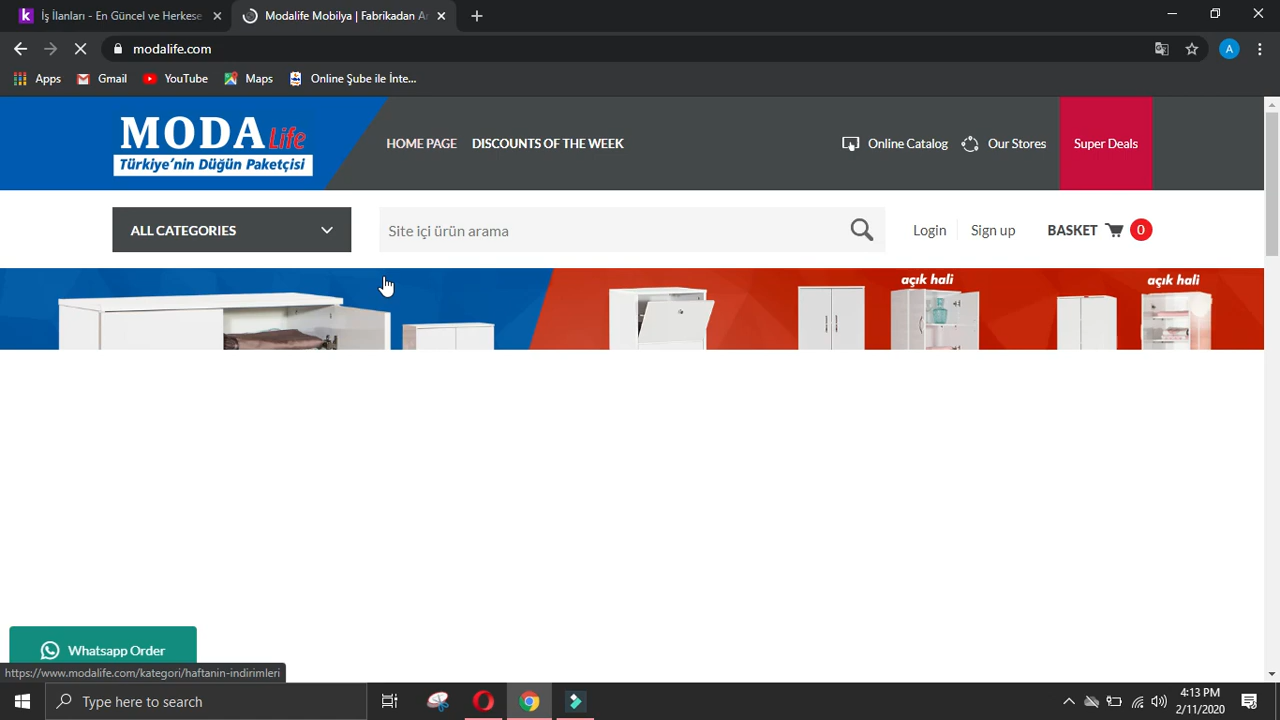 İş İlanları - En Güncel ve Herkese
Modalife Mobilya | Fabrikadan Ar
modalife.com
A
Apps
Gmail
YouTube
Maps
Online Şube ile İnte...
MODA Life
Türkiye'nin Düğün Paketçisi
HOME PAGE
DISCOUNTS OF THE WEEK
Online Catalog
Our Stores
Super Deals
ALL CATEGORIES
Site içi ürün arama
Login
Sign up
BASKET
0
açık hali
açık hali
Whatsapp Order
https://www.modalife.com/kategori/haftanin-indirimleri
Type here to search
4:13 PM
2/11/2020